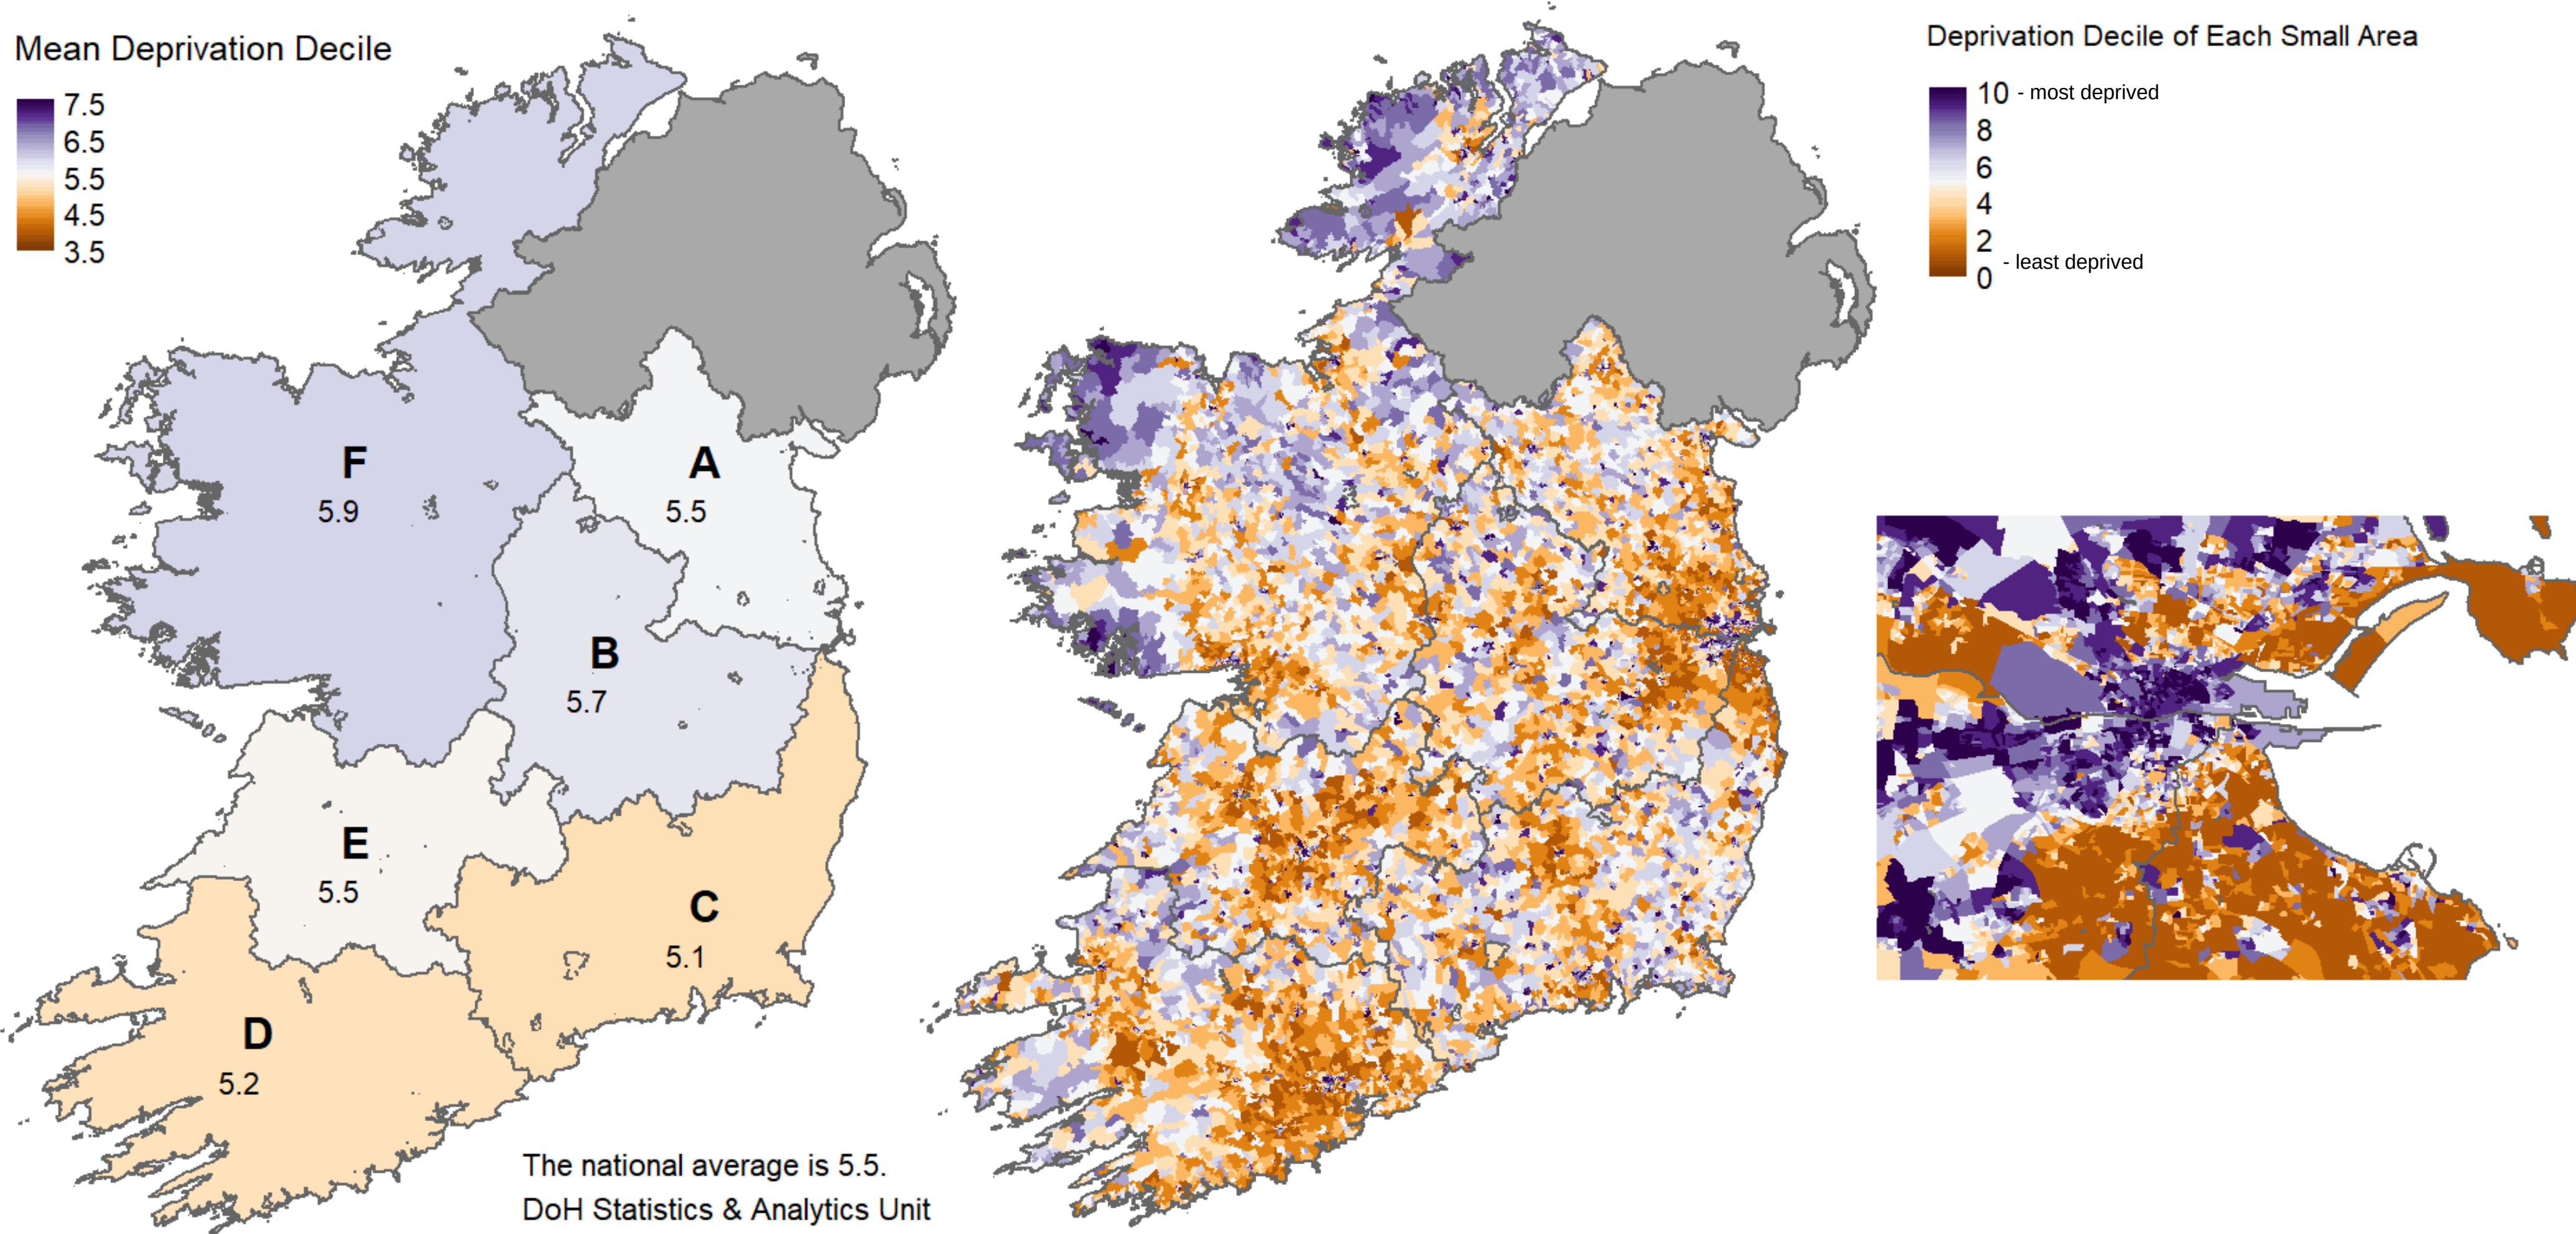 Mean Deprivation Decile
7.5
6.5
5.5
4.5
3.5
F
5.9
A
5.5
B
5.7
E
5.5
C
5.1
D
5.2
The national average is 5.5.
DoH Statistics & Analytics Unit
Deprivation Decile of Each Small Area
10 - most deprived
8
6
4
2
- least deprived
0